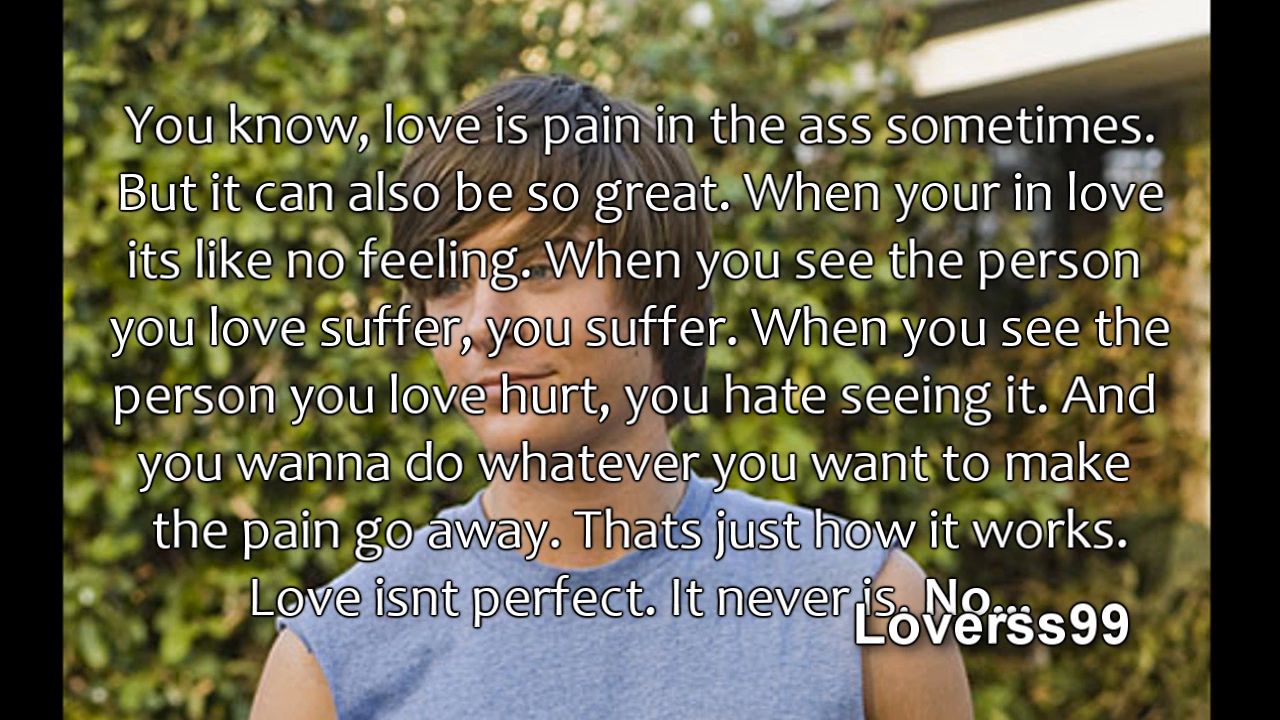 You know, love is pain in the ass sometimes.
But it can also be so great. When your in love
its like no feeling. When you see the person
you love suffer, you suffer. When you see the
person you love hurt, you hate seeing it. And
you wanna do whatever you want to make
the pain go away. Thats just how it works.
Love isnt perfect. It never is. No...
Loverss99